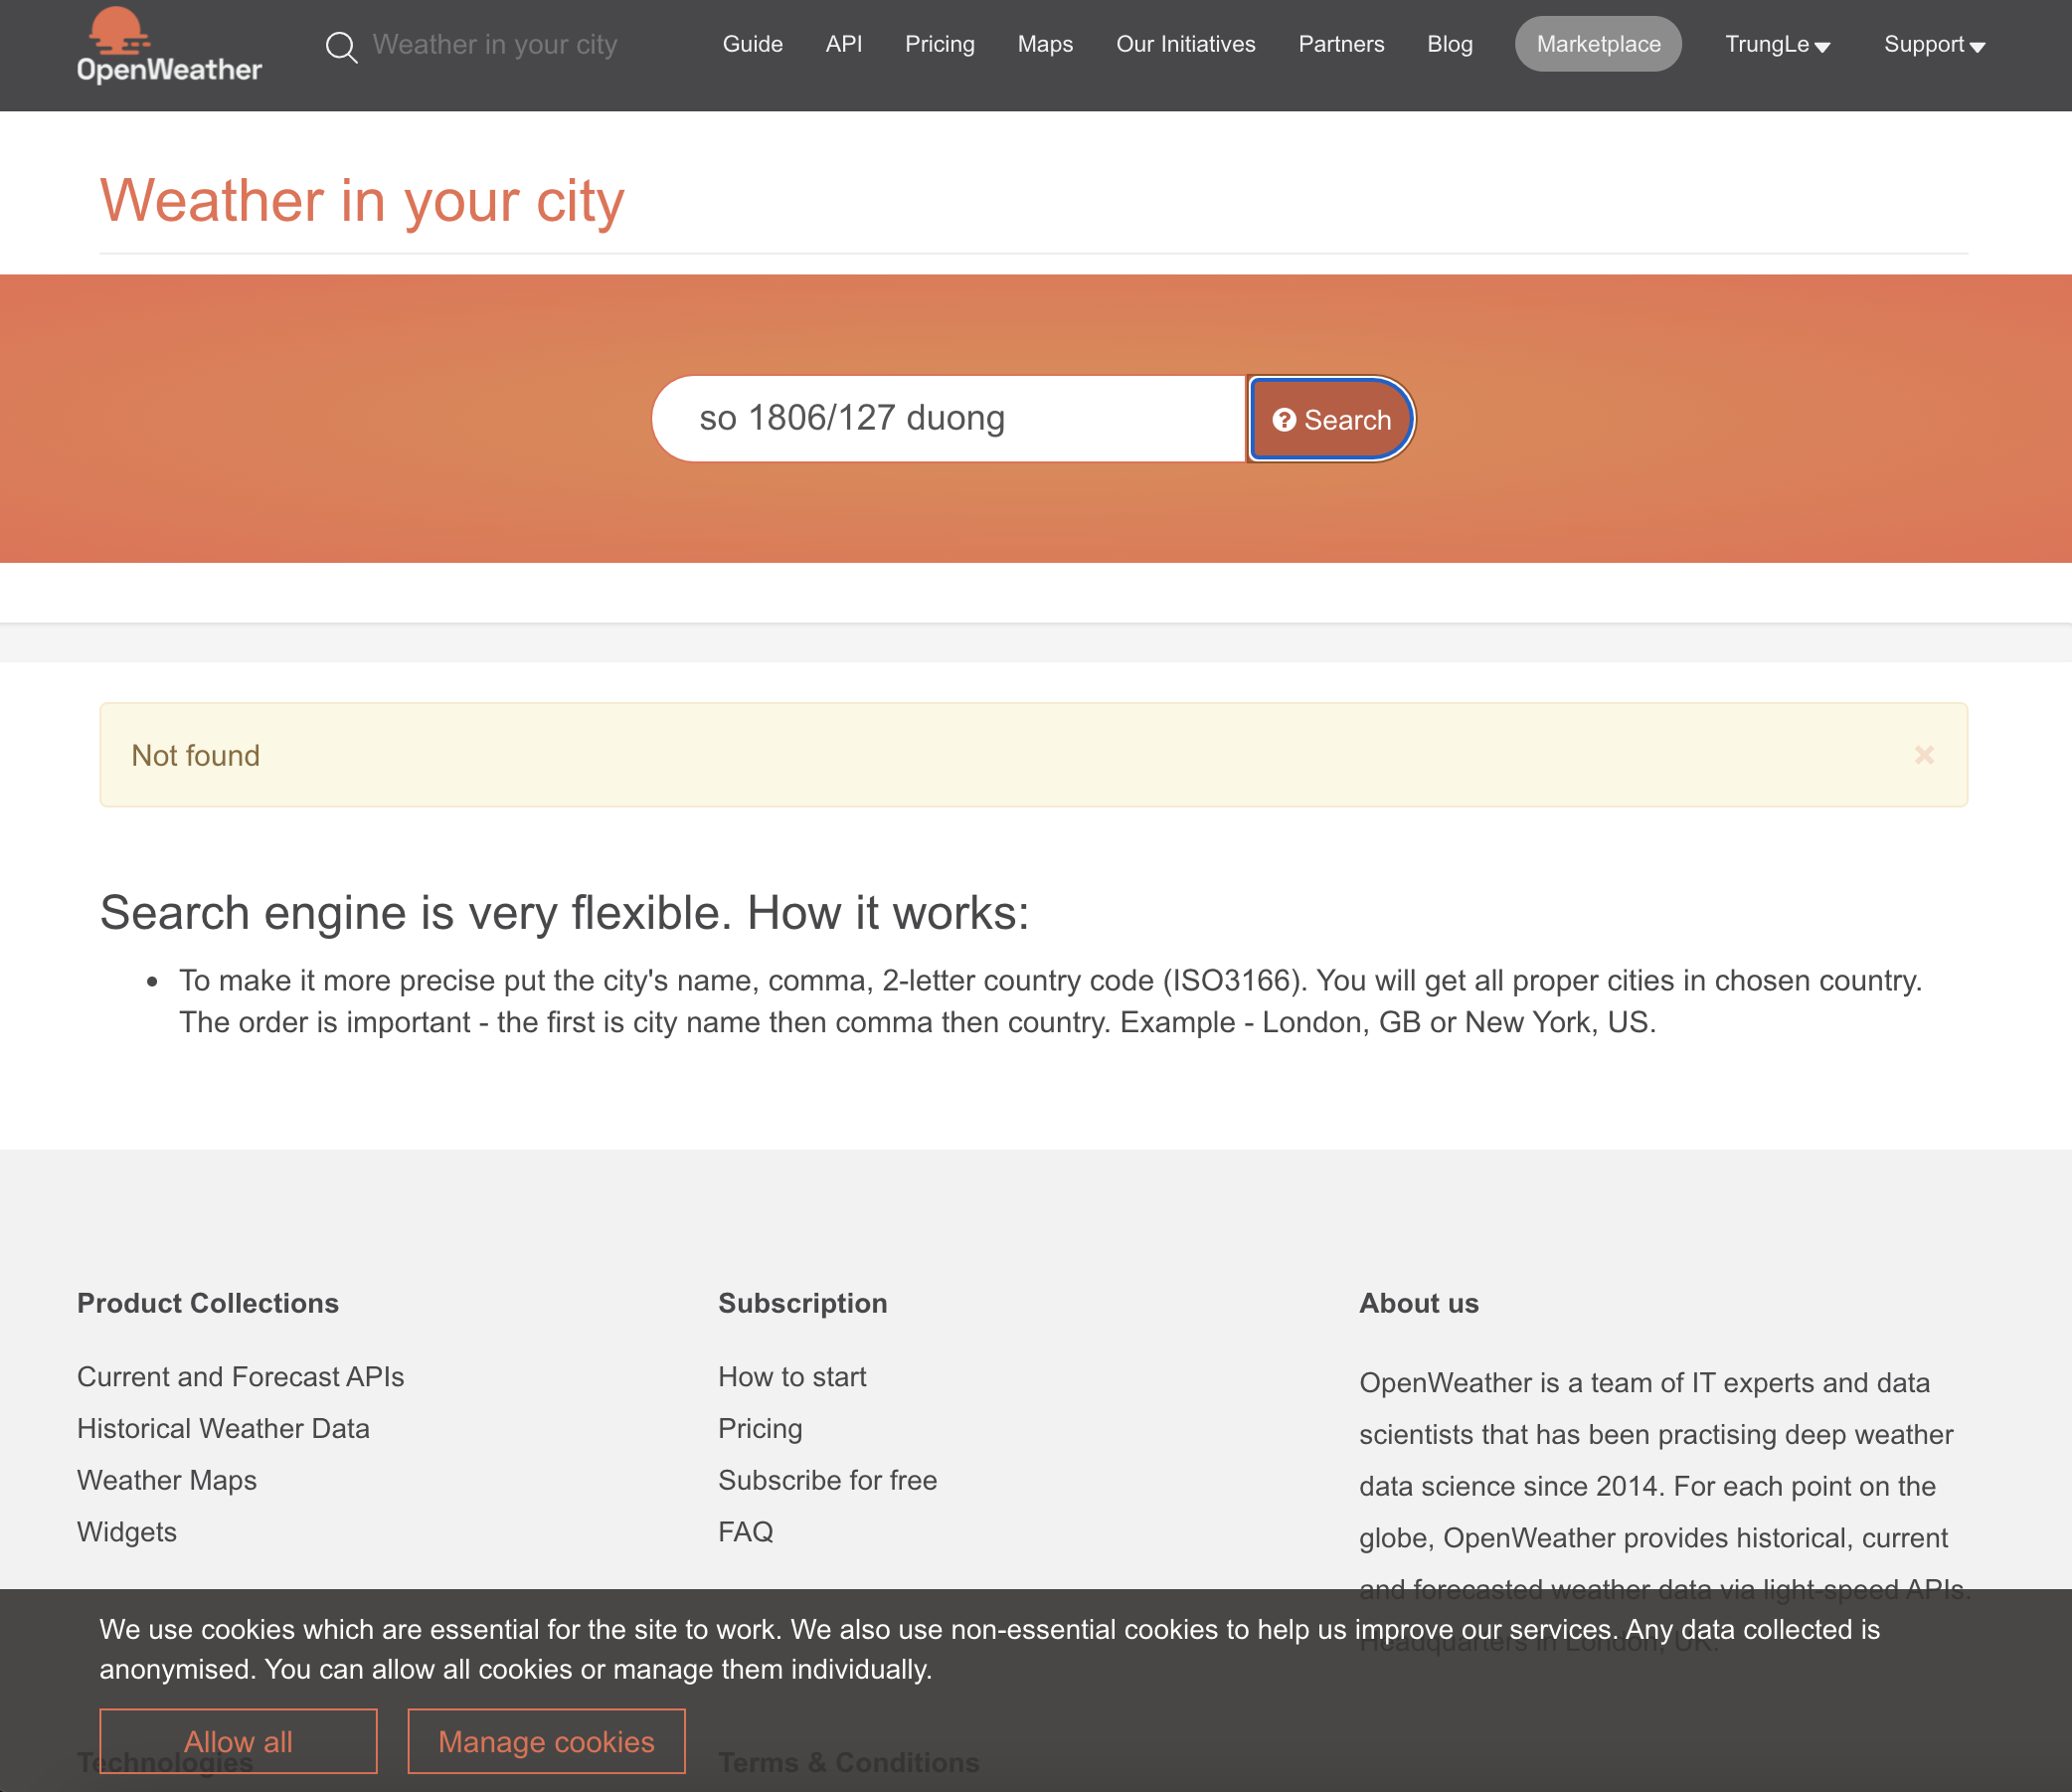 OpenWeather
Weather in your city
Guide
API
Pricing
Maps
Our Initiatives
Partners
Blog
Marketplace
TrungLe
Support
Weather in your city
so 1806/127 duong
Search
Not found
Search engine is very flexible. How it works:
To make it more precise put the city's name, comma, 2-letter country code (ISO3166). You will get all proper cities in chosen country.
The order is important - the first is city name then comma then country. Example - London, GB or New York, US.
Product Collections
Current and Forecast APIs
Historical Weather Data
Weather Maps
Widgets
Subscription
How to start
Pricing
Subscribe for free
FAQ
About us
OpenWeather is a team of IT experts and data
scientists that has been practising deep weather
data science since 2014. For each point on the
globe, OpenWeather provides historical, current
and forecasted weather data via light-speed APIs.
Headquarters in London, UK.
We use cookies which are essential for the site to work. We also use non-essential cookies to help us improve our services. Any data collected is
anonymised. You can allow all cookies or manage them individually.
Allow all
Manage cookies
Technologies
Terms & Conditions